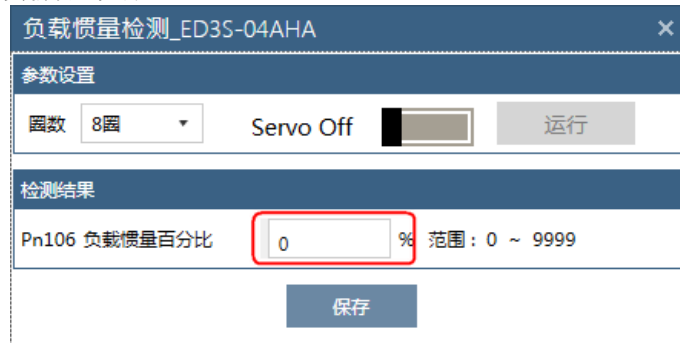 负载惯量检测_ED3S-04AHA ×
参数设置
圈数 8圈 Servo Off 运行
检测结果
Pn106 负载惯量百分比 0 % 范围：0 ~ 9999
保存